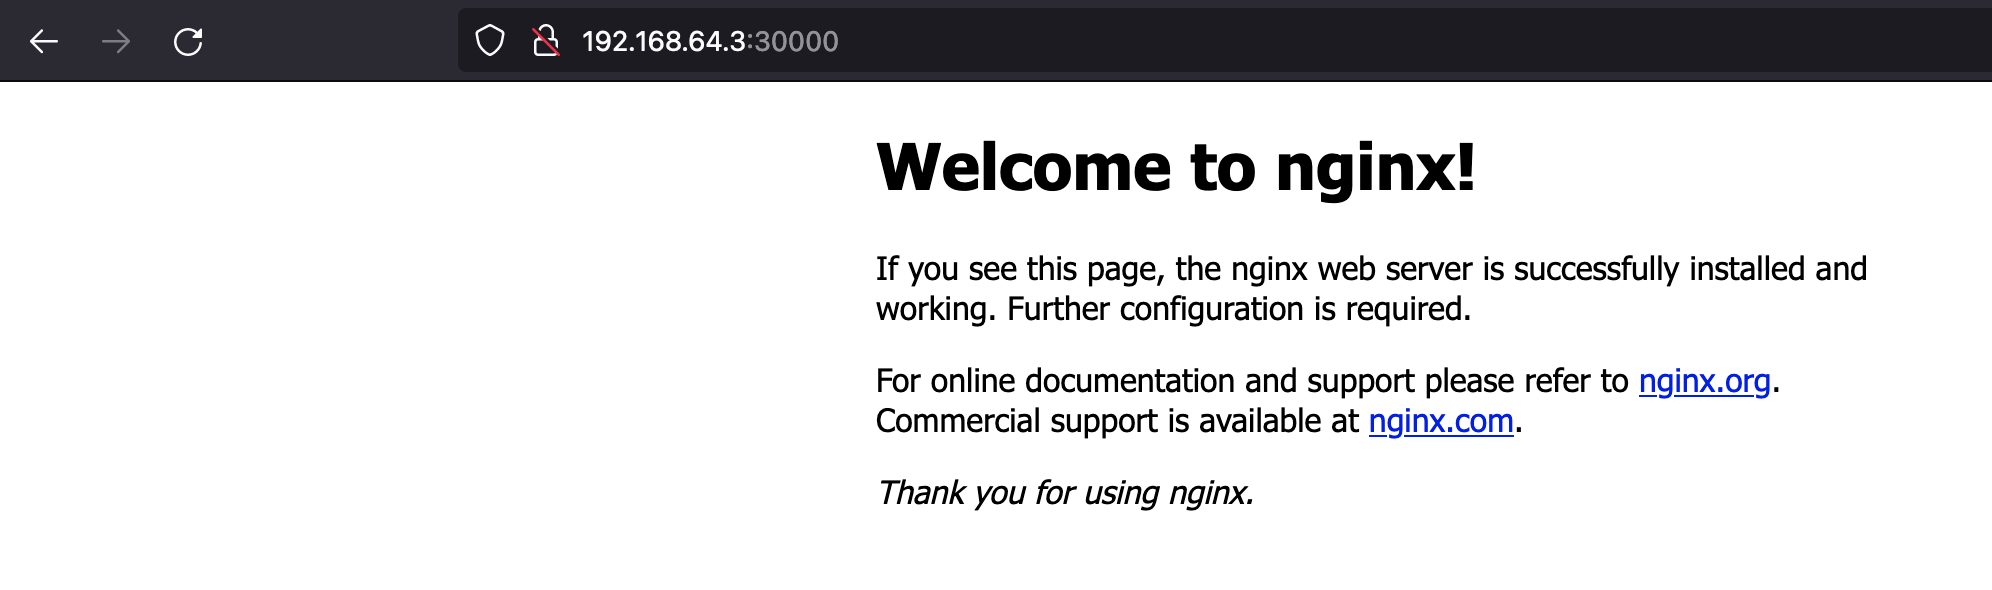 192.168.64.3:30000
Welcome to nginx!
If you see this page, the nginx web server is successfully installed and
working. Further configuration is required.
For online documentation and support please refer to nginx.org.
Commercial support is available at nginx.com.
Thank you for using nginx.